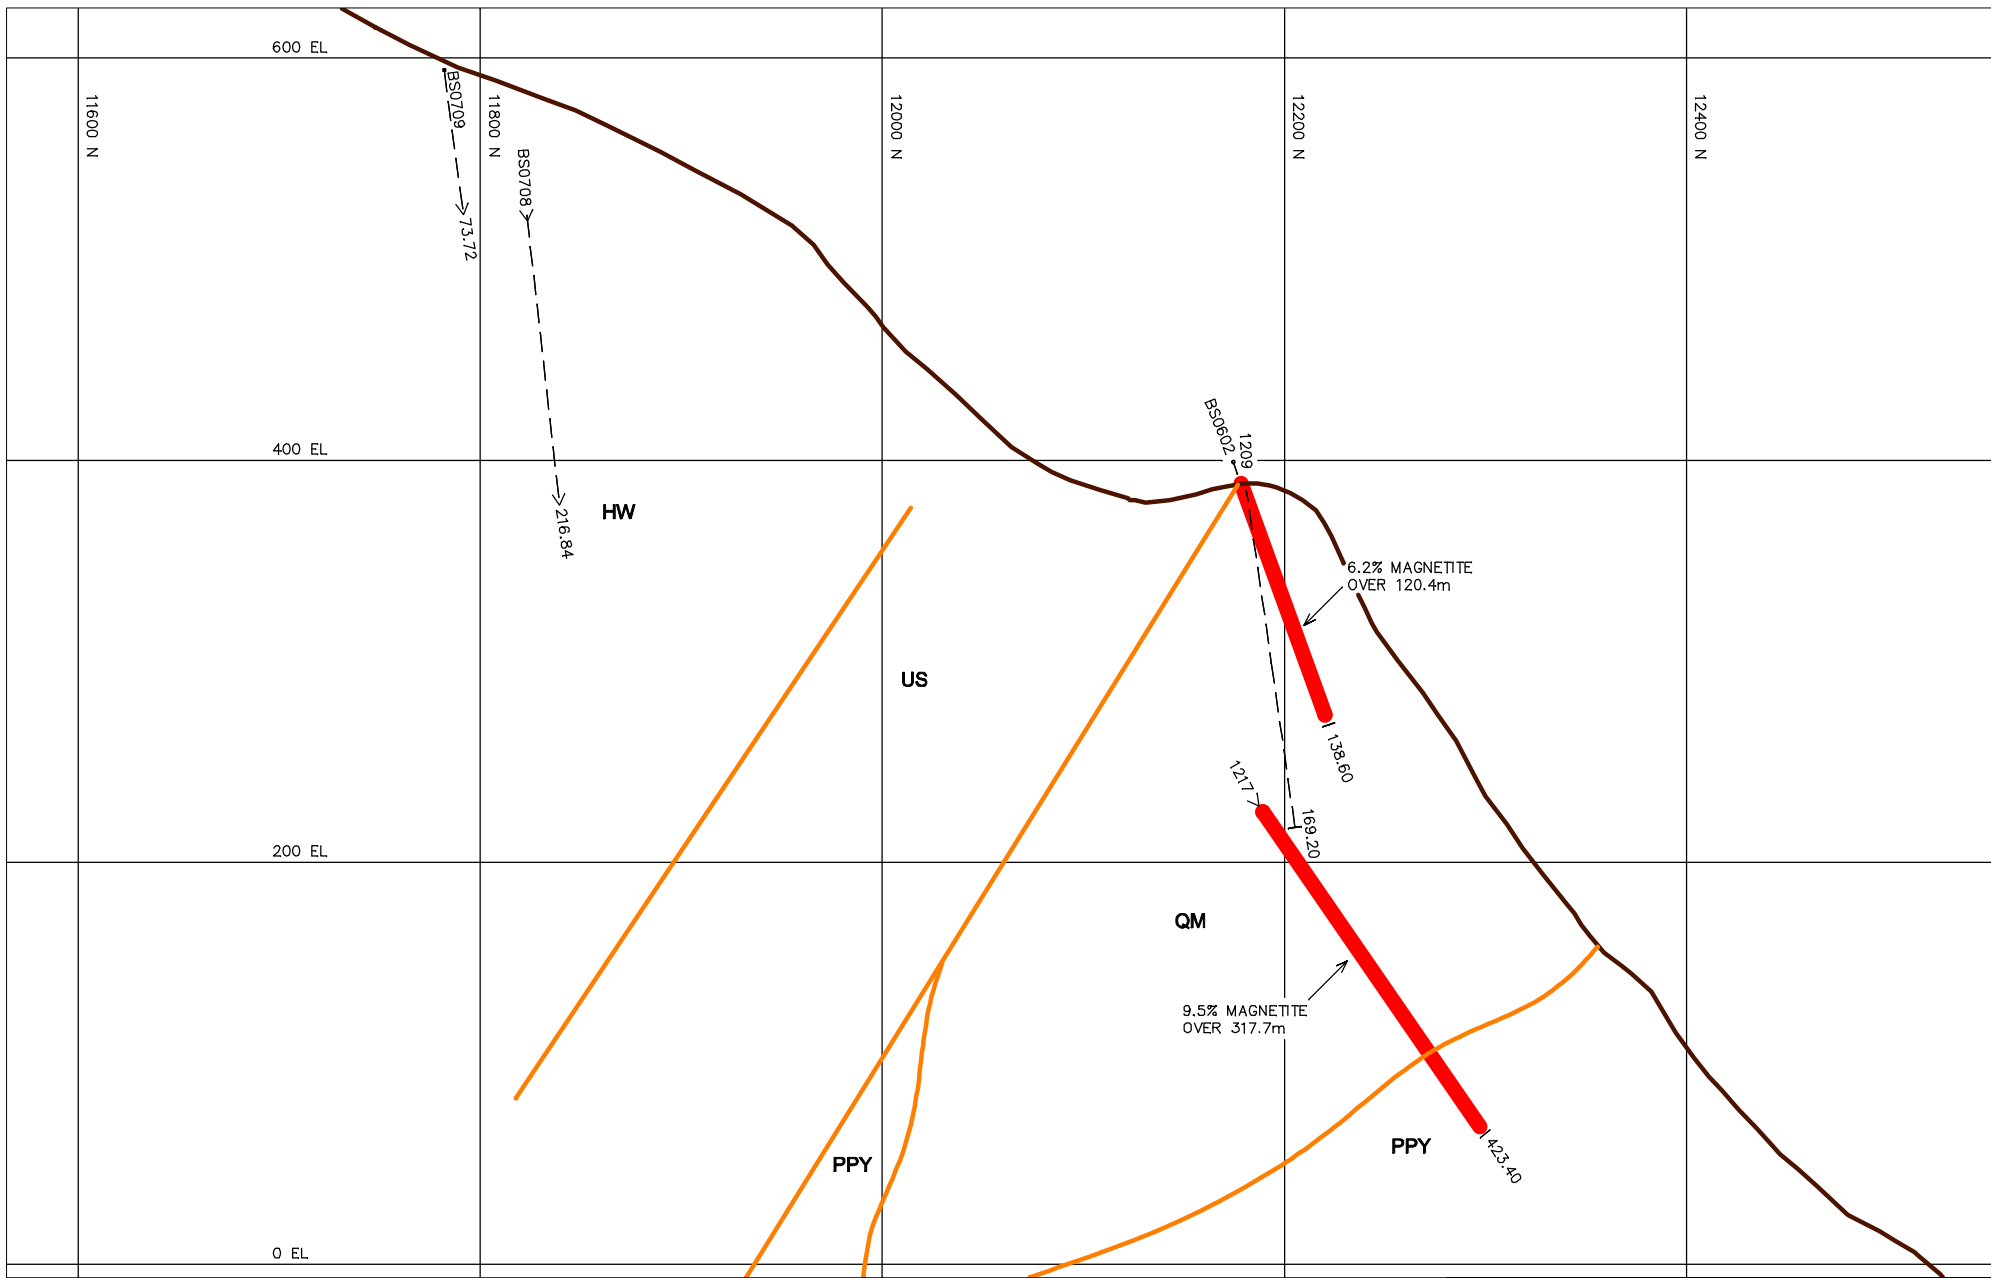 600 EL
11600 N
BS0709
11800 N
12000 N
12200 N
12400 N
BS0708
73.72
BS0602
1209
400 EL
216.84
HW
6.2% MAGNETITE
OVER 120.4m
US
138.60
1217
169.20
200 EL
QM
9.5% MAGNETITE
OVER 317.7m
PPY
PPY
423.40
0 EL